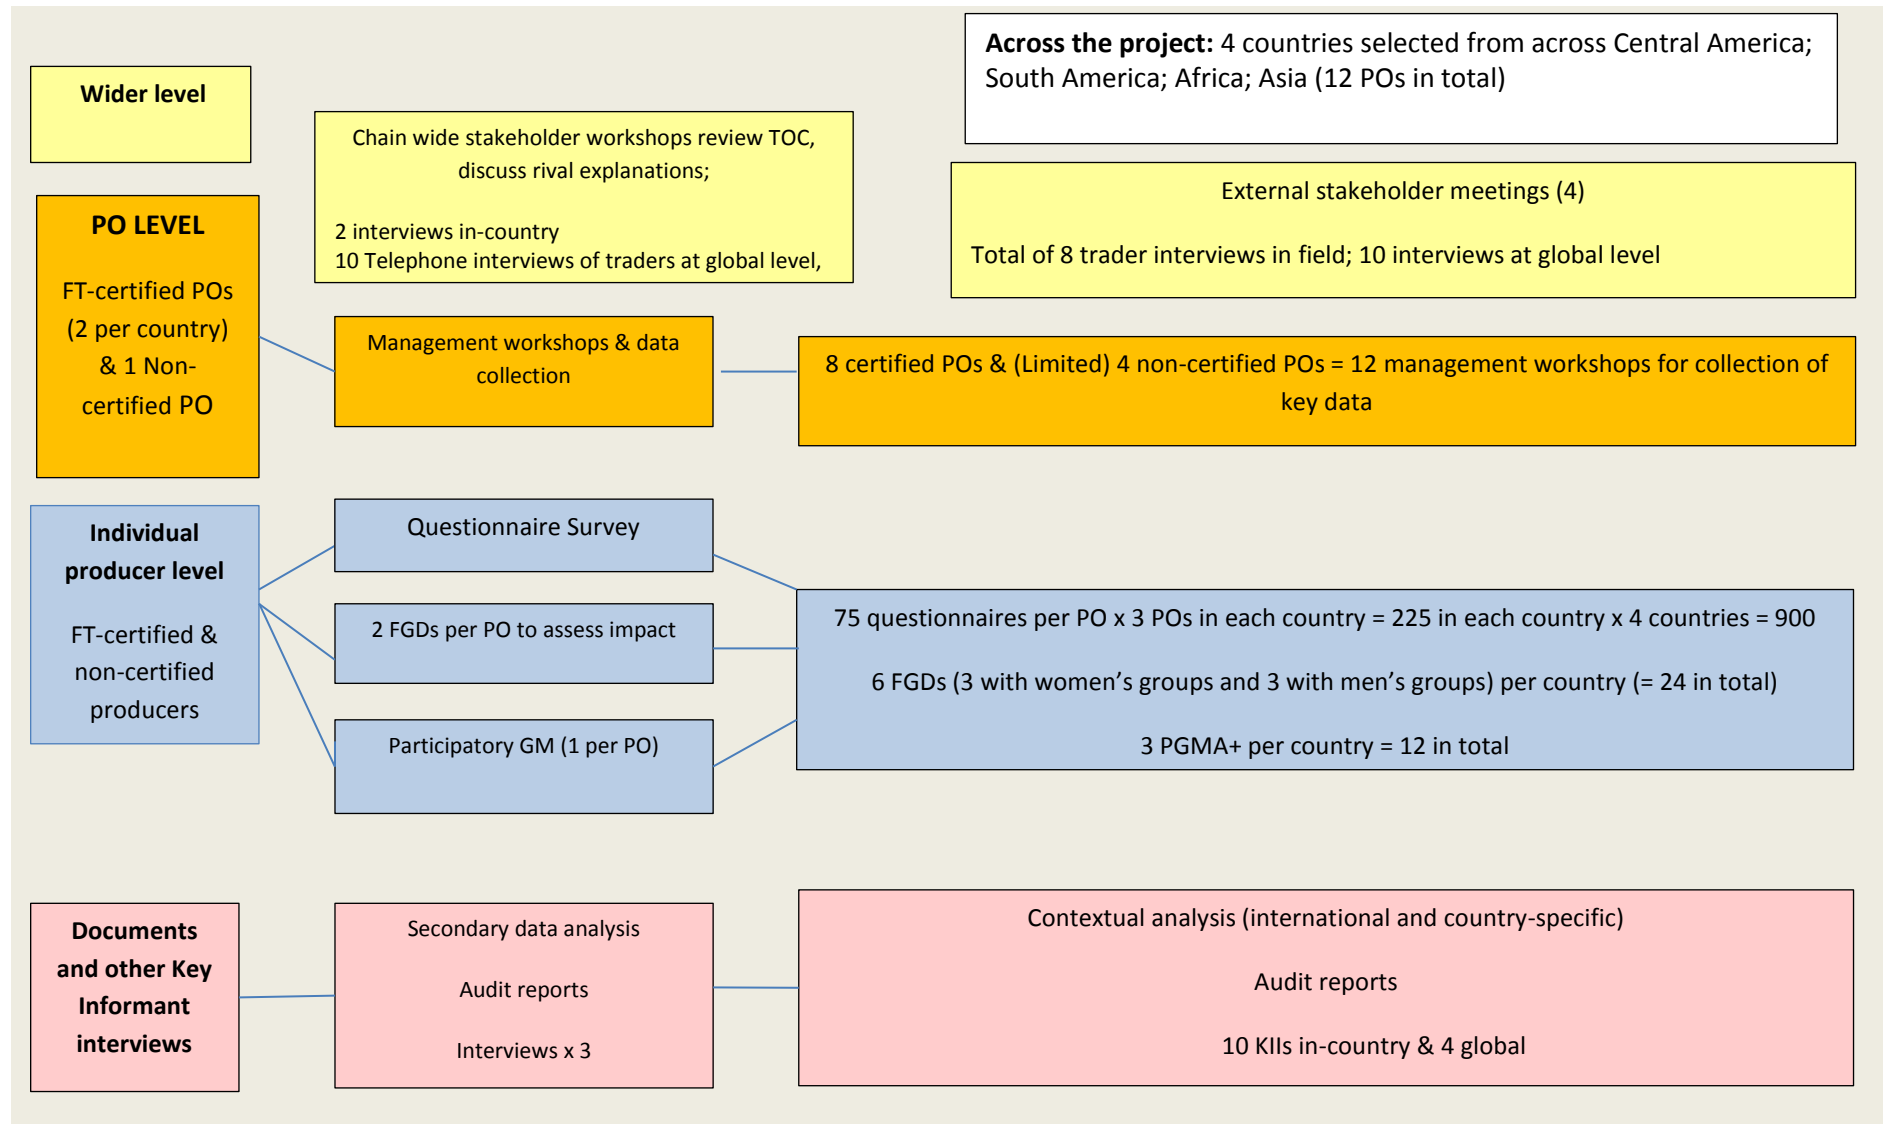 Across the project: 4 countries selected from across Central America;
South America; Africa; Asia (12 POs in total)
Wider level
Chain wide stakeholder workshops review TOC,
discuss rival explanations;
2 interviews in-country
10 Telephone interviews of traders at global level,
External stakeholder meetings (4)
Total of 8 trader interviews in field; 10 interviews at global level
PO LEVEL
FT-certified POs
(2 per country)
& 1 Non-
certified PO
Management workshops & data
collection
8 certified POs & (Limited) 4 non-certified POs = 12 management workshops for collection of
key data
Individual
producer level
FT-certified &
non-certified
producers
Questionnaire Survey
2 FGDs per PO to assess impact
Participatory GM (1 per PO)
75 questionnaires per PO x 3 POs in each country = 225 in each country x 4 countries = 900
6 FGDs (3 with women’s groups and 3 with men’s groups) per country (= 24 in total)
3 PGMA+ per country = 12 in total
Documents
and other Key
Informant
interviews
Secondary data analysis
Audit reports
Interviews x 3
Contextual analysis (international and country-specific)
Audit reports
10 KIIs in-country & 4 global